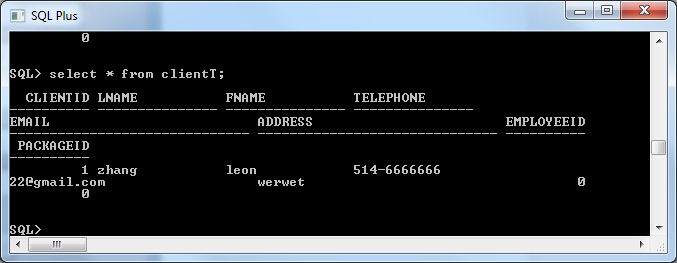 SQL Plus
0
SQL> select * from clientT;
CLIENTID LNAME FNAME TELEPHONE
---------- --------------- --------------- ---------------
EMAIL ADDRESS EMPLOYEEID
------------------------------ ------------------------------ ----------
PACKAGEID
----------
1 zhang leon 514-6666666
22@gmail.com werwet 0
0
SQL>